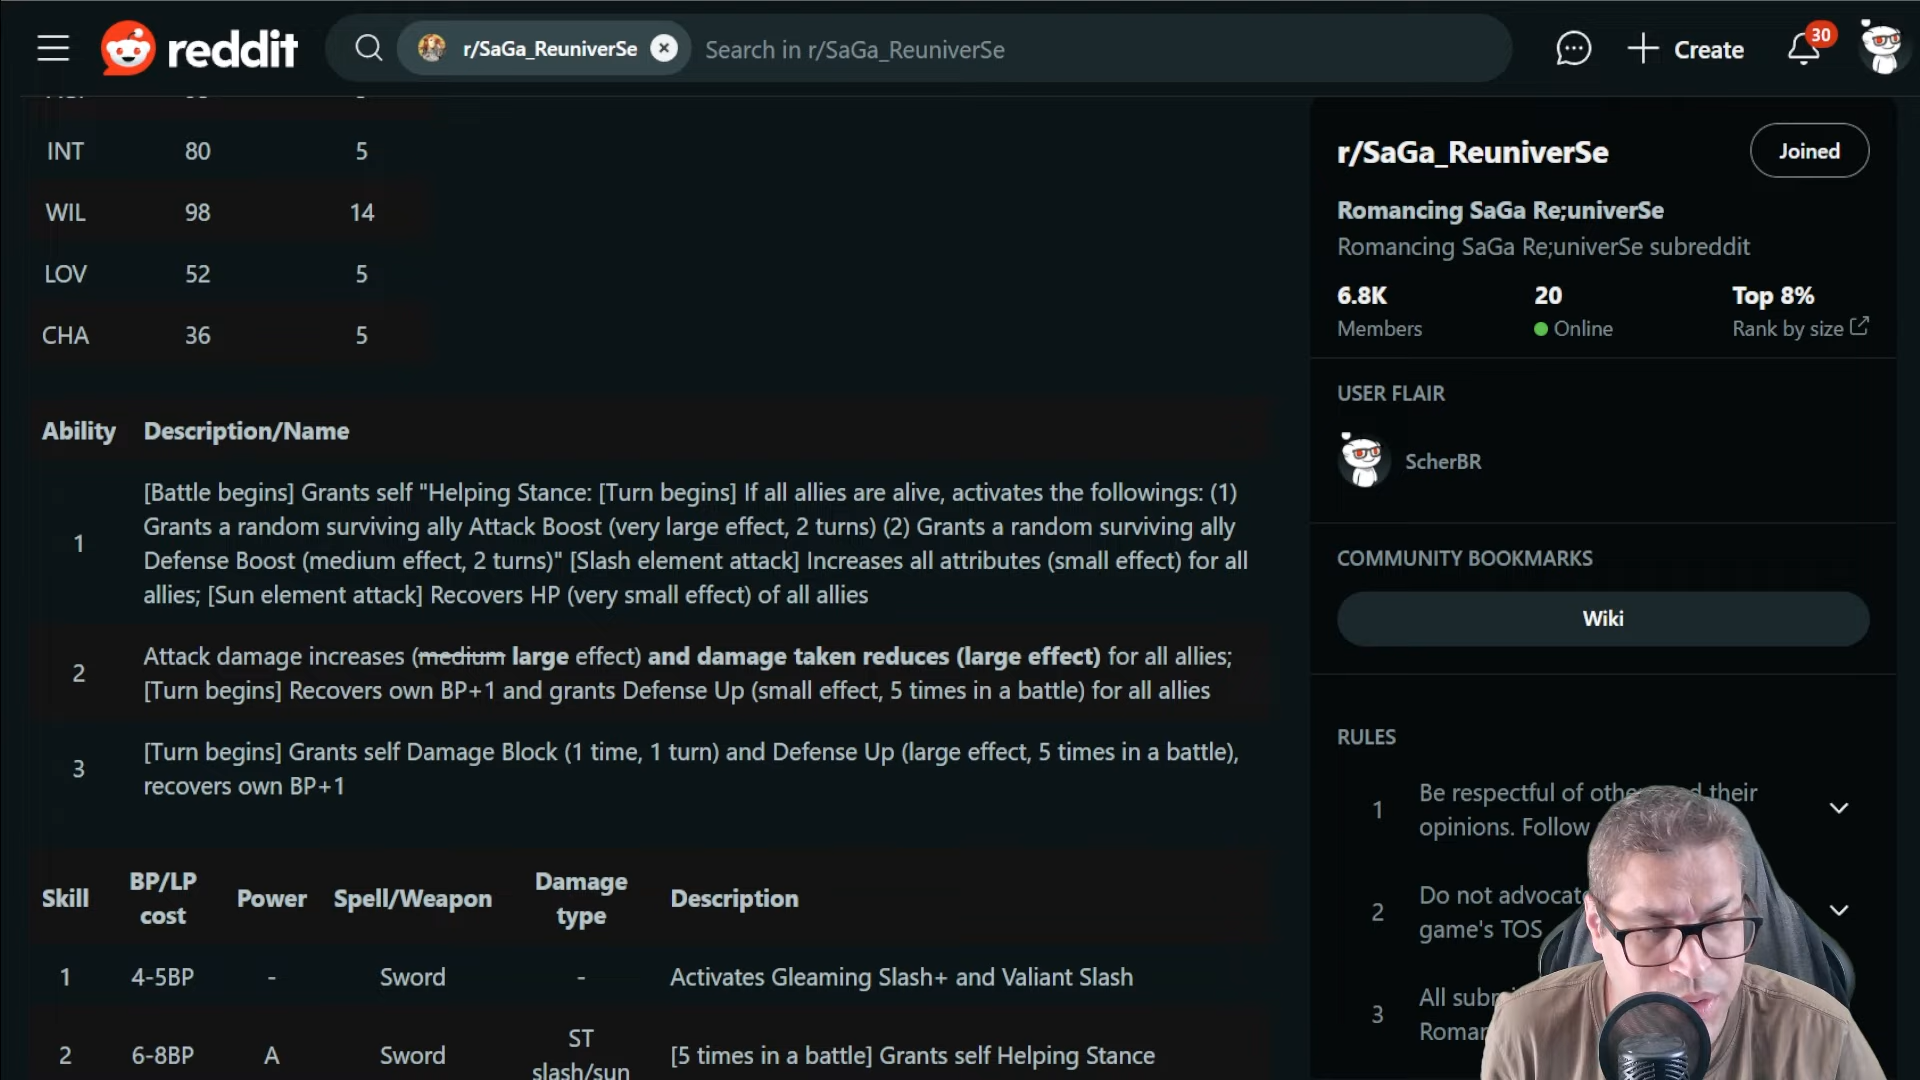 reddit
r/SaGa_ReuniverSe
Search in r/SaGa_ReuniverSe
Create
30
INT 80 5
WIL 98 14
LOV 52 5
CHA 36 5
Ability Description/Name
1
[Battle begins] Grants self "Helping Stance: [Turn begins] If all allies are alive, activates the followings: (1)
Grants a random surviving ally Attack Boost (very large effect, 2 turns) (2) Grants a random surviving ally
Defense Boost (medium effect, 2 turns)" [Slash element attack] Increases all attributes (small effect) for all
allies; [Sun element attack] Recovers HP (very small effect) of all allies
2
Attack damage increases (medium large effect) and damage taken reduces (large effect) for all allies;
[Turn begins] Recovers own BP+1 and grants Defense Up (small effect, 5 times in a battle) for all allies
3
[Turn begins] Grants self Damage Block (1 time, 1 turn) and Defense Up (large effect, 5 times in a battle),
recovers own BP+1
Skill BP/LP cost Power Spell/Weapon Damage type Description
1 4-5BP - Sword - Activates Gleaming Slash+ and Valiant Slash
2 6-8BP A Sword ST slash/sun [5 times in a battle] Grants self Helping Stance
r/SaGa_ReuniverSe
Joined
Romancing SaGa Re;univerSe
Romancing SaGa Re;univerSe subreddit
6.8K 20 Top 8%
Members Online Rank by size
USER FLAIR
ScherBR
COMMUNITY BOOKMARKS
Wiki
RULES
1
Be respectful of their
opinions. Follow
2
Do not
game's TOS
3
All